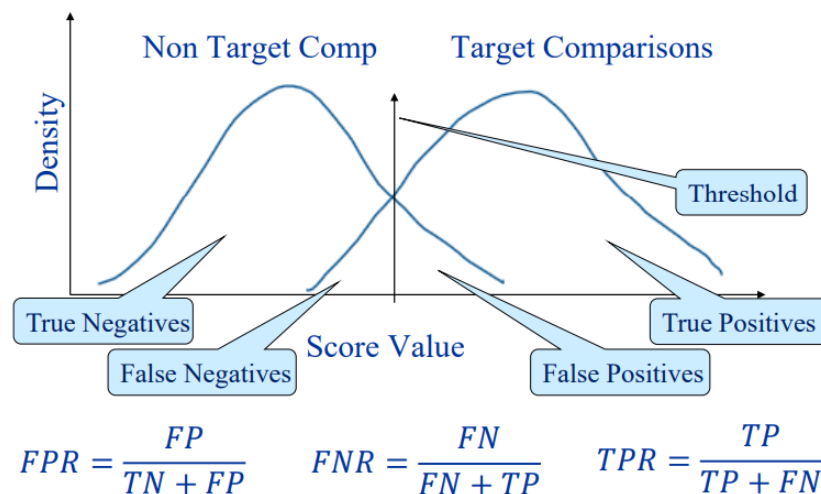 Non Target Comp
Target Comparisons
Density
Threshold
True Negatives
True Positives
Score Value
False Negatives
False Positives
FPR = FP / TN + FP
FNR = FN / FN + TP
TPR = TP / TP + FN